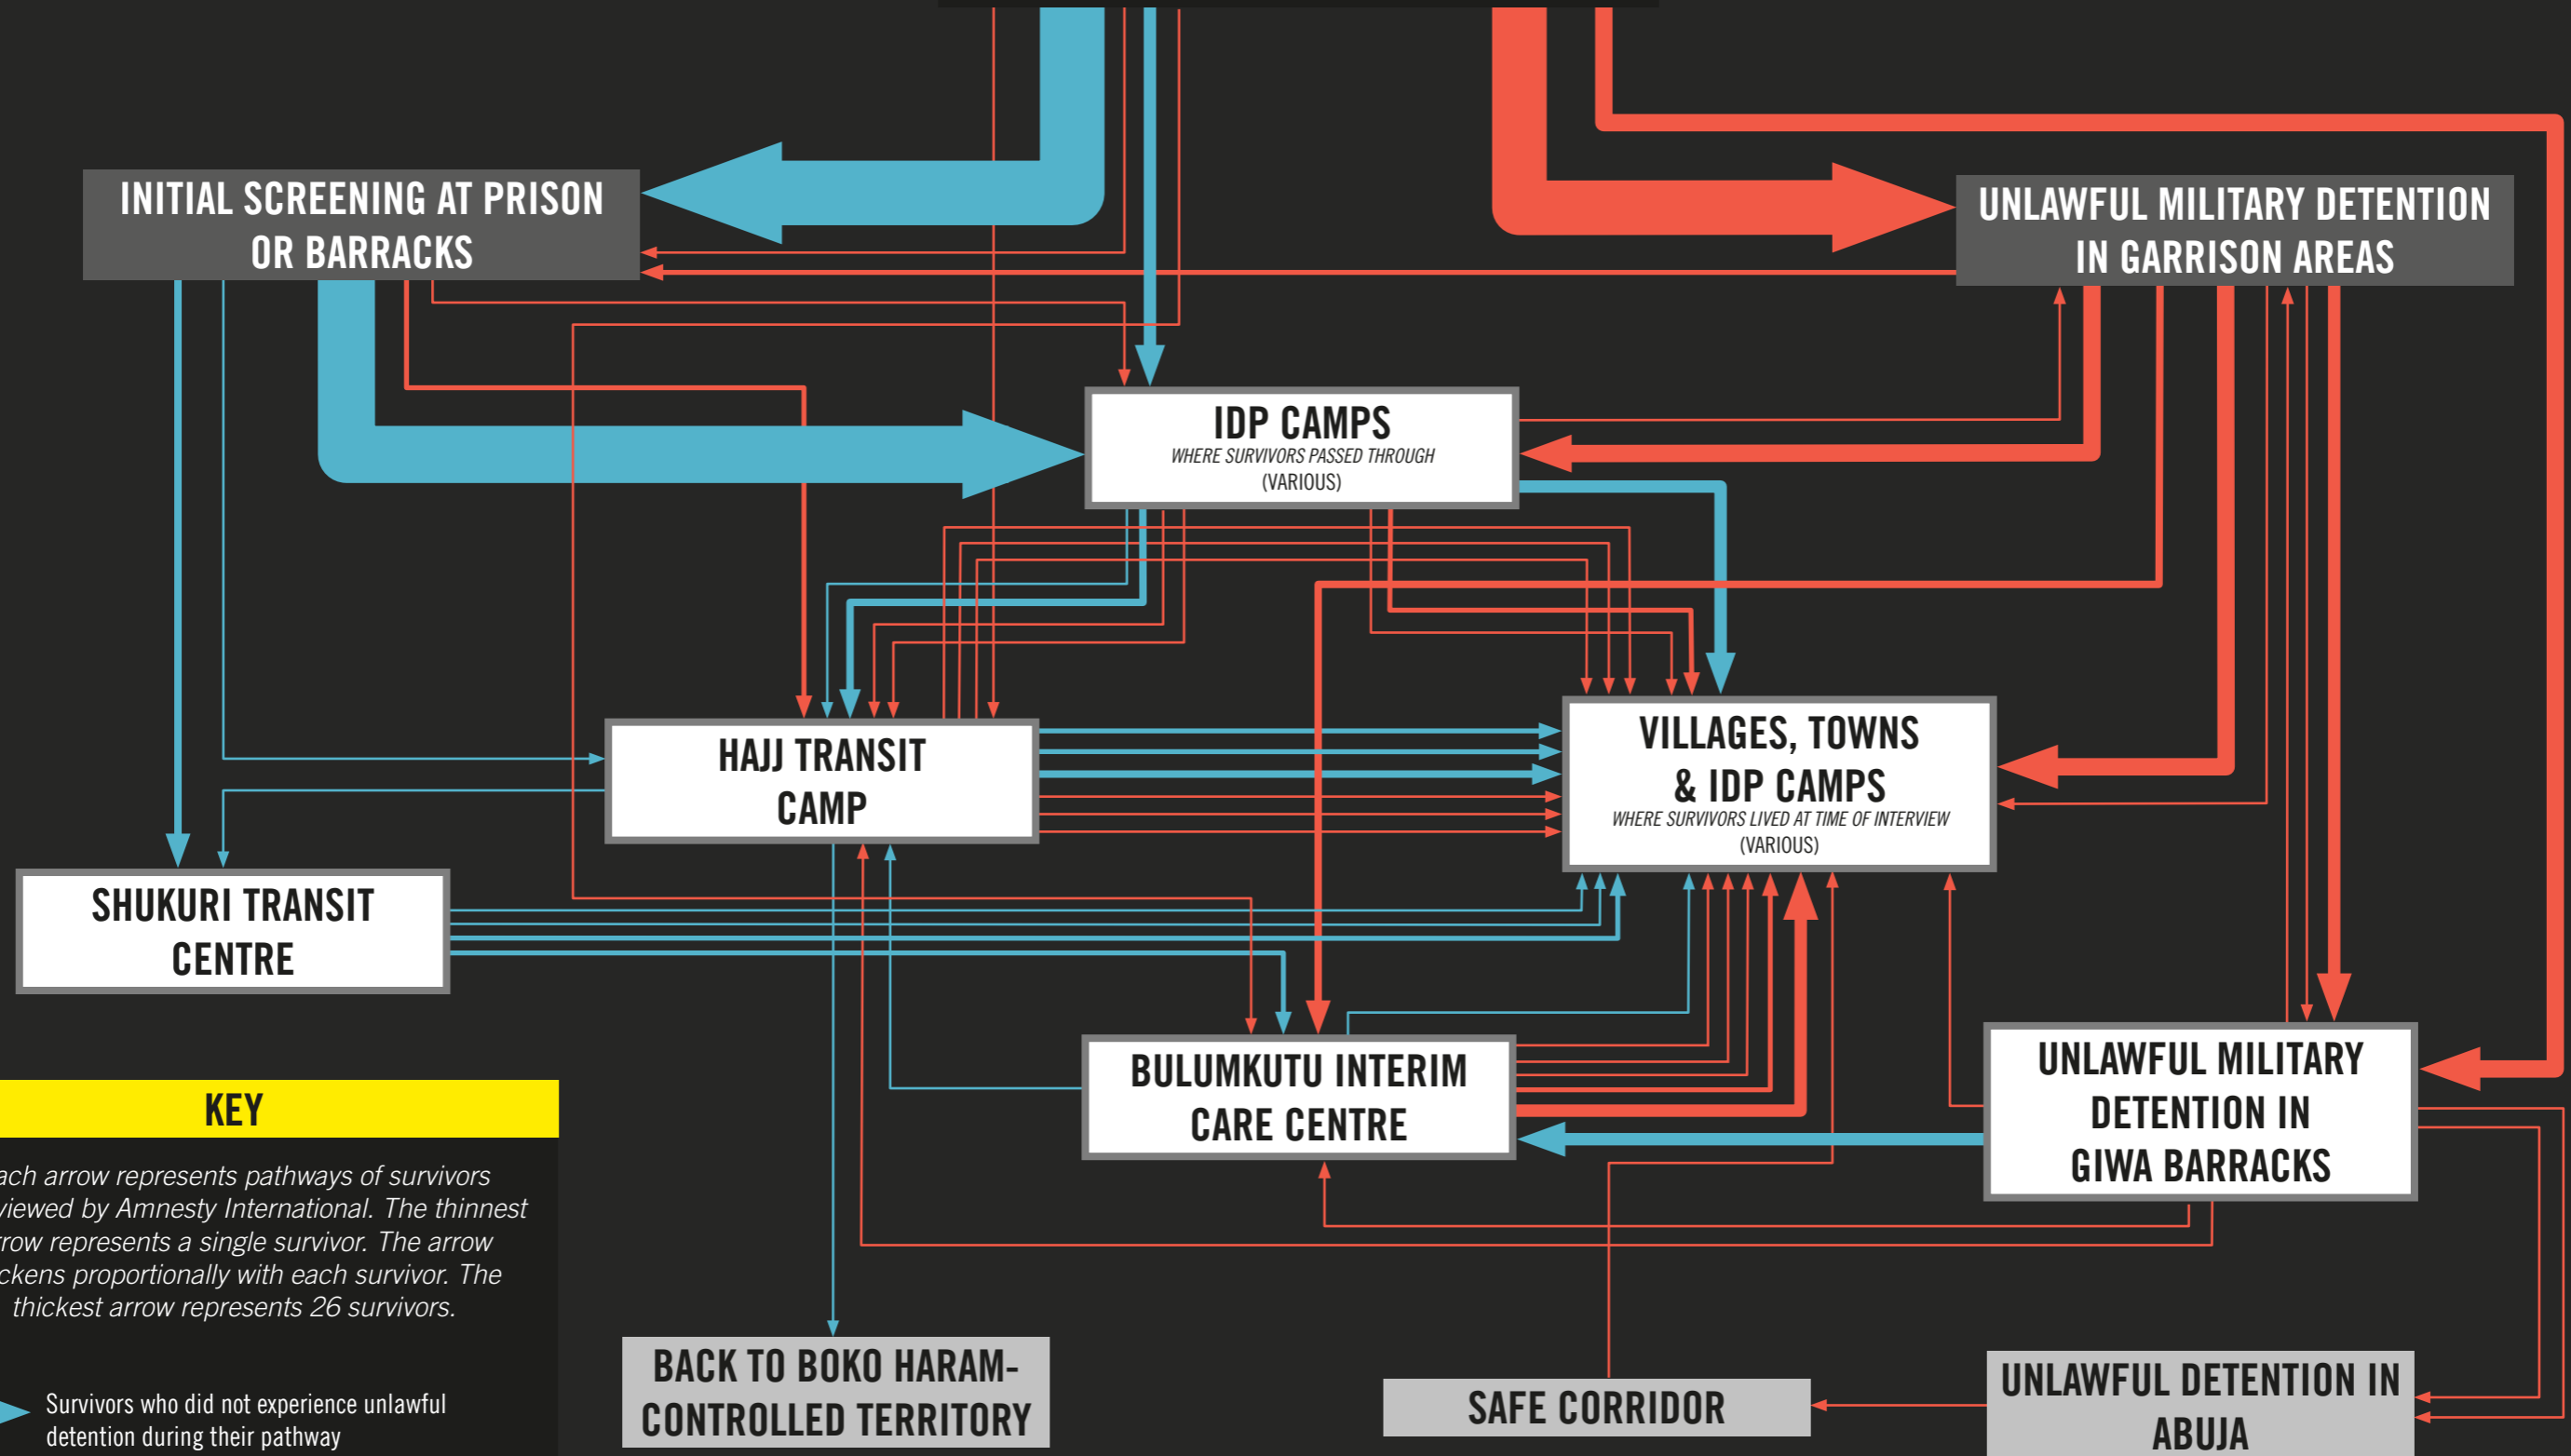 INITIAL SCREENING AT PRISON
OR BARRACKS
UNLAWFUL MILITARY DETENTION
IN GARRISON AREAS
IDP CAMPS
WHERE SURVIVORS PASSED THROUGH
(VARIOUS)
HAJJ TRANSIT
CAMP
VILLAGES, TOWNS
& IDP CAMPS
WHERE SURVIVORS LIVED AT TIME OF INTERVIEW
(VARIOUS)
SHUKURI TRANSIT
CENTRE
BULUMKUTU INTERIM
CARE CENTRE
UNLAWFUL MILITARY
DETENTION IN
GIWA BARRACKS
KEY
ach arrow represents pathways of survivors
viewed by Amnesty International. The thinnest
row represents a single survivor. The arrow
ckens proportionally with each survivor. The
thickest arrow represents 26 survivors.
Survivors who did not experience unlawful
detention during their pathway
BACK TO BOKO HARAM-
CONTROLLED TERRITORY
SAFE CORRIDOR
UNLAWFUL DETENTION IN
ABUJA